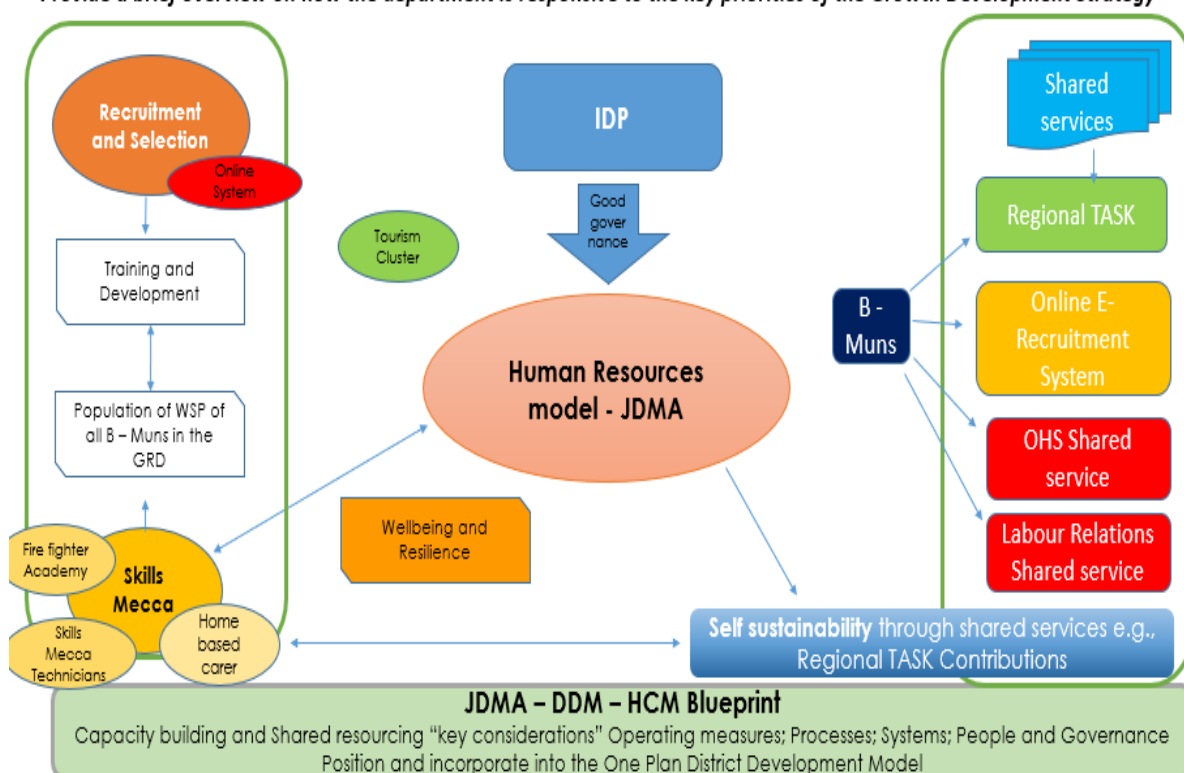 Provide a brief overview on how the department is responsive to the key priorities of the Growth Development Strategy
Recruitment
and Selection
Online
System
Training and
Development
Population of WSP of
all B – Muns in the
GRD
Fire fighter
Academy
Skills
Mecca
Skills
Mecca
Technicians
Home
based
carer
IDP
Good
gover
nance
Tourism
Cluster
Human Resources
model - JDMA
Wellbeing and
Resilience
Shared
services
Regional TASK
B -
Muns
Online E-
Recruitment
System
OHS Shared
service
Labour Relations
Shared service
Self sustainability through shared services e.g.,
Regional TASK Contributions
JDMA – DDM – HCM Blueprint
Capacity building and Shared resourcing “key considerations” Operating measures; Processes; Systems; People and Governance
Position and incorporate into the One Plan District Development Model